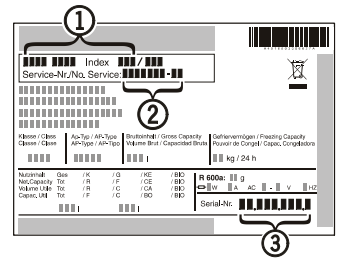 1
Index /
Service-Nr./No. Service: -
2
Klasse / Class Ap-Typ / AP-Type Bruttoinhalt / Gross Capacity Gefriervermögen / Freezing Capacity
Classe / Clase AP-Type / AP-Tipo Volume Brut / Capacidad Bruta Pouvoir de Congel / Capac. Congeladora
l kg / 24 h
Nutzinhalt Ges / K / G / KE / BIO
Net.Capacity Tot / R / F / CE / BIO
Volume Utile Tot / R / C / CA / BIO
Capac. Util Tot / F / C / BO / BIO
l l
R 600a: g
W A AC - V HZ
Serial-Nr.
3